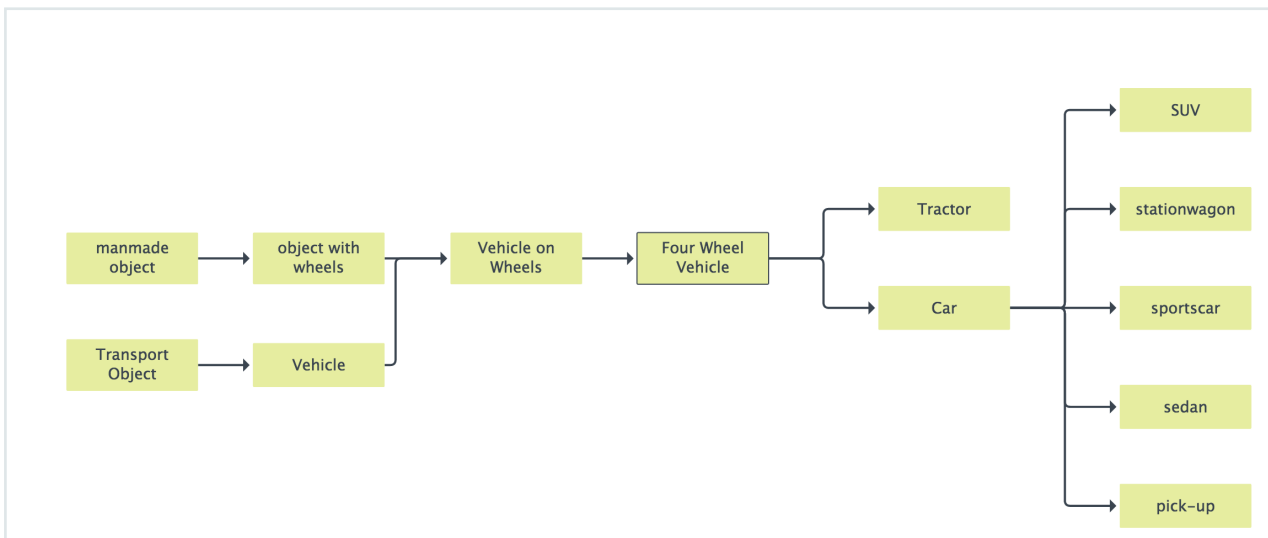 manmade
object
object with
wheels
Vehicle on
Wheels
Four Wheel
Vehicle
Transport
Object
Vehicle
Tractor
Car
SUV
stationwagon
sportscar
sedan
pick-up